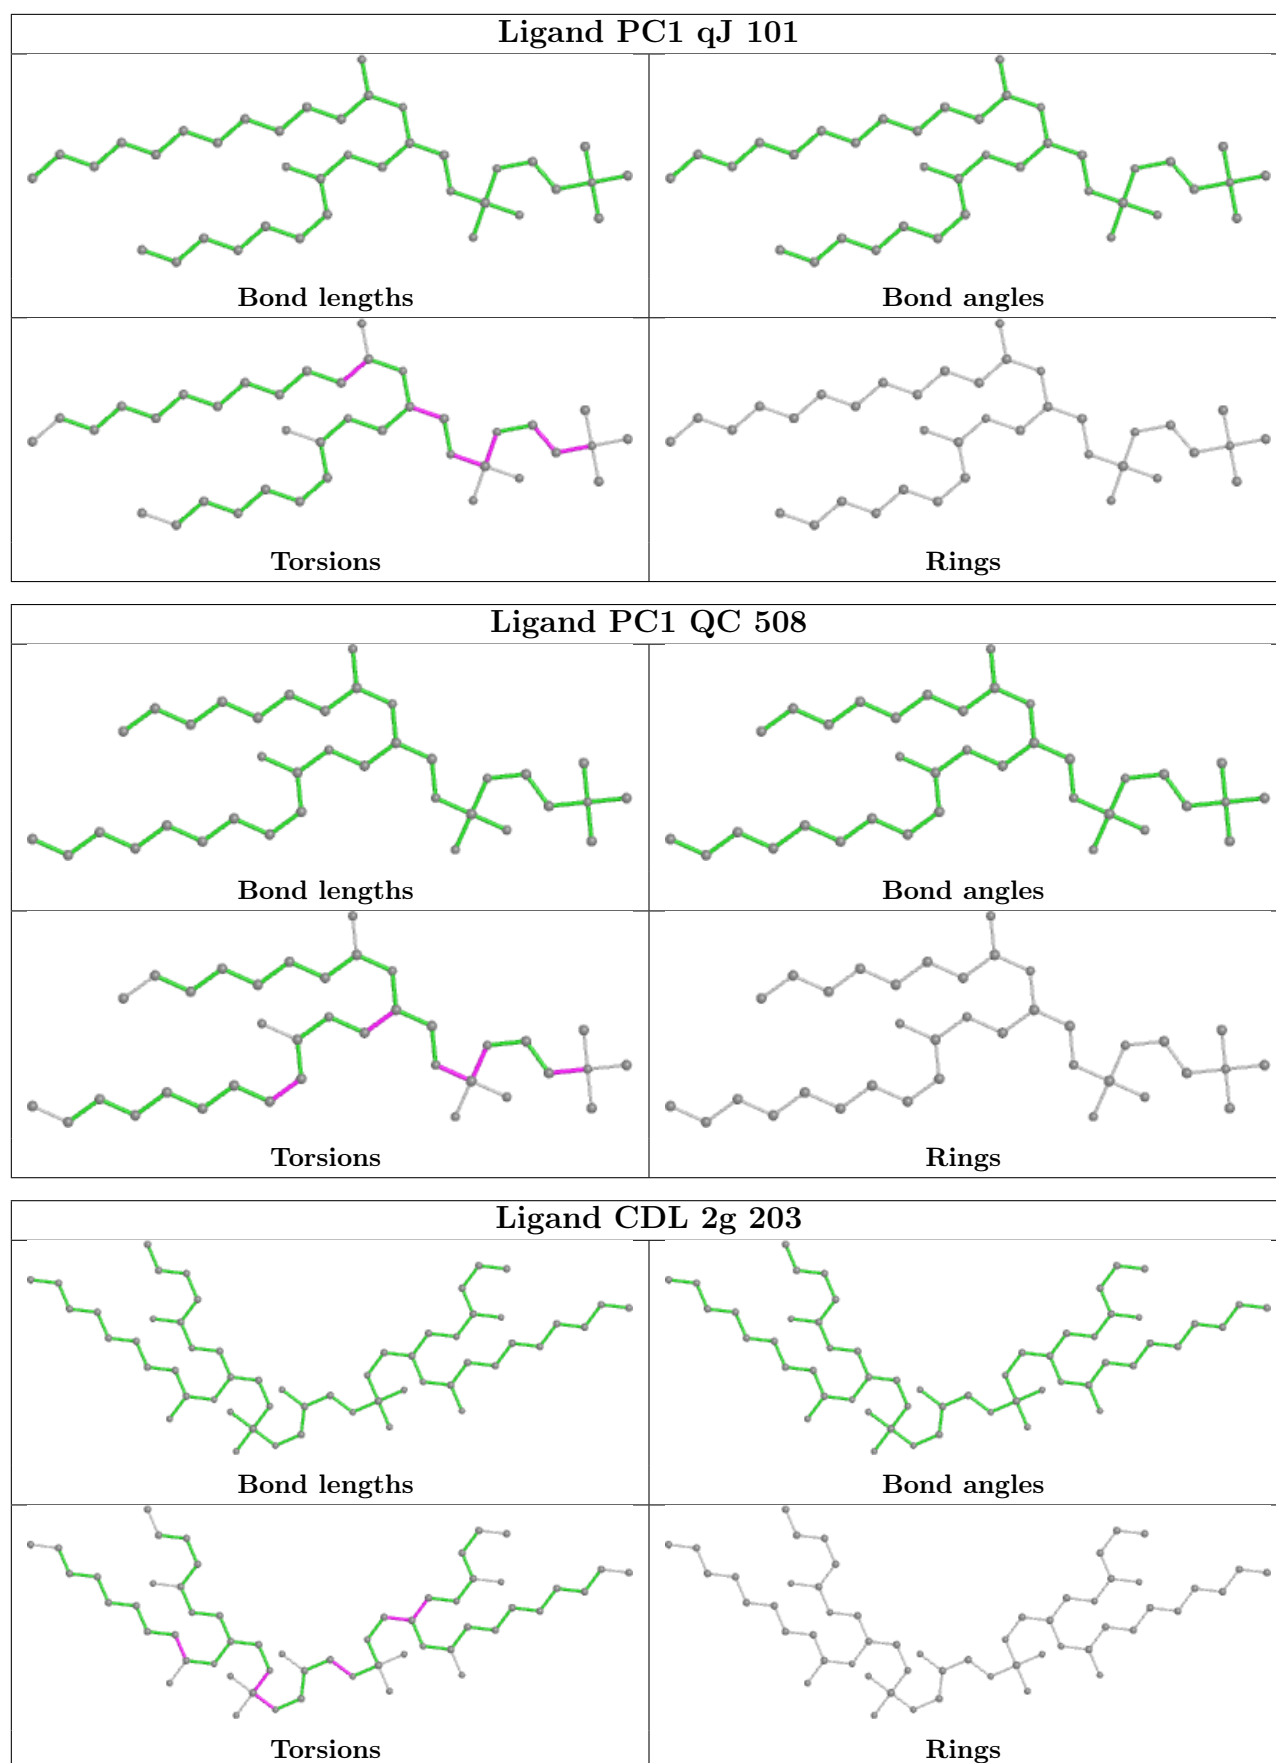 Ligand PC1 qJ 101
Bond lengths
Bond angles
Torsions
Rings
Ligand PC1 QC 508
Bond lengths
Bond angles
Torsions
Rings
Ligand CDL 2g 203
Bond lengths
Bond angles
Torsions
Rings